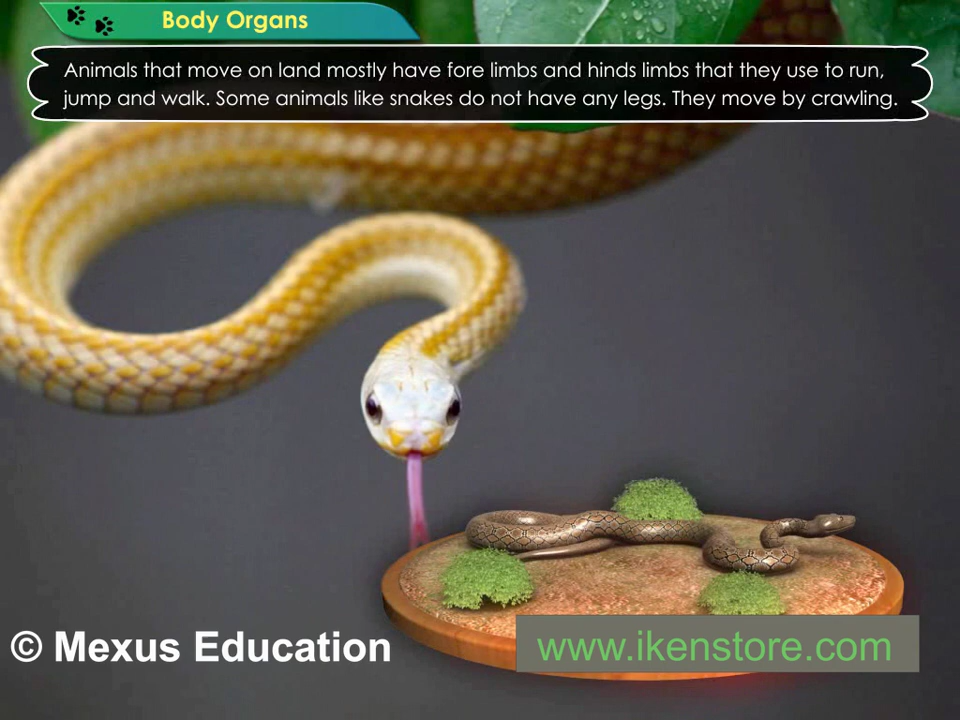 Body Organs
Animals that move on land mostly have fore limbs and hinds limbs that they use to run,
jump and walk. Some animals like snakes do not have any legs. They move by crawling.
© Mexus Education
www.ikenstore.com